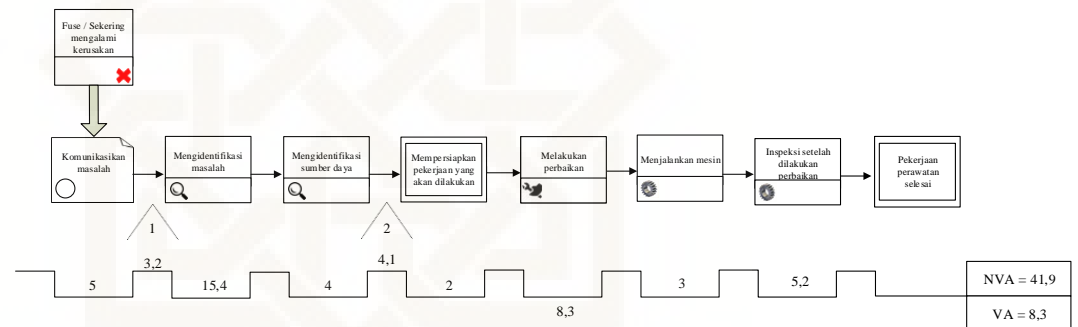 Fuse / Sekering
mengalami
kerusakan
Komunikasikan
masalah
Mengidentifikasi
masalah
Mengidentifikasi
sumber daya
Mempersiapkan
pekerjaan yang
akan dilakukan
Melakukan
perbaikan
Menjalankan mesin
Inspeksi setelah
dilakukan
perbaikan
Pekerjaan
perawatan
selesai
1
2
3,2
4,1
5
15,4
4
2
8,3
3
5,2
NVA = 41,9
VA = 8,3